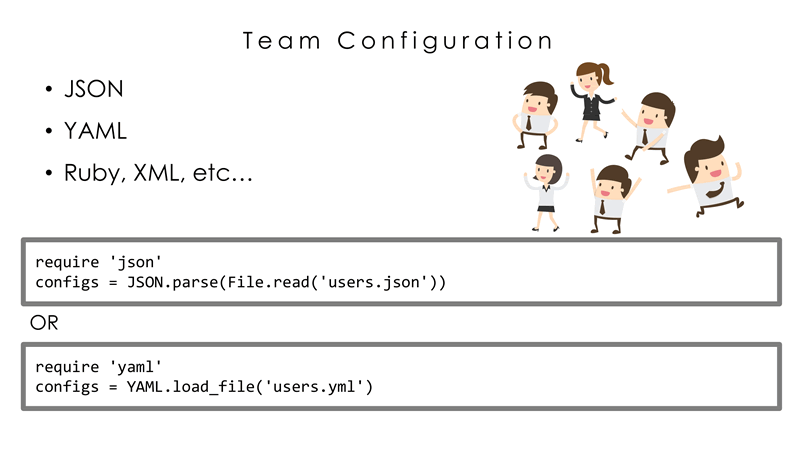 Team Configuration
• JSON
• YAML
• Ruby, XML, etc…
require 'json'
configs = JSON.parse(File.read('users.json'))
OR
require 'yaml'
configs = YAML.load_file('users.yml')